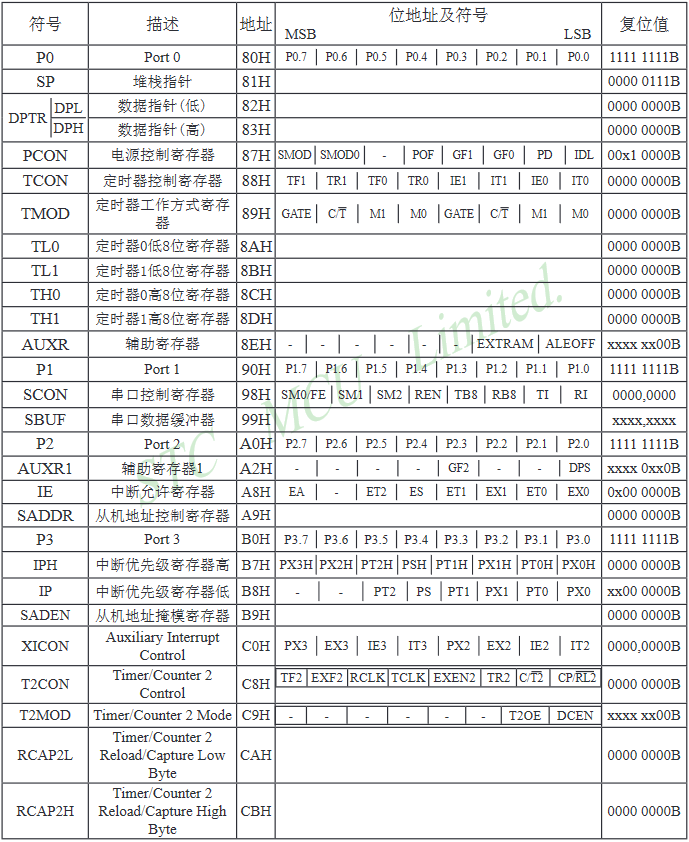 符号 描述 地址 位地址及符号 复位值
MSB LSB
P0 Port 0 80H P0.7 P0.6 P0.5 P0.4 P0.3 P0.2 P0.1 P0.0 1111 1111B
SP 堆栈指针 81H 0000 0111B
DPTR DPL 数据指针(低) 82H 0000 0000B
DPH 数据指针(高) 83H 0000 0000B
PCON 电源控制寄存器 87H SMOD SMOD0 - POF GF1 GF0 PD IDL 00x1 0000B
TCON 定时器控制寄存器 88H TF1 TR1 TF0 TR0 IE1 IT1 IE0 IT0 0000 0000B
TMOD 定时器工作方式寄存
器 89H GATE C/T̅ M1 M0 GATE C/T̅ M1 M0 0000 0000B
TL0 定时器0低8位寄存器 8AH 0000 0000B
TL1 定时器1低8位寄存器 8BH 0000 0000B
TH0 定时器0高8位寄存器 8CH 0000 0000B
TH1 定时器1高8位寄存器 8DH 0000 0000B
AUXR 辅助寄存器 8EH - - - - - - EXTRAM ALEOFF xxxx xx00B
P1 Port 1 90H P1.7 P1.6 P1.5 P1.4 P1.3 P1.2 P1.1 P1.0 1111 1111B
SCON 串口控制寄存器 98H SM0/FE SM1 SM2 REN TB8 RB8 TI RI 0000,0000
SBUF 串口数据缓冲器 99H xxxx,xxxx
P2 Port 2 A0H P2.7 P2.6 P2.5 P2.4 P2.3 P2.2 P2.1 P2.0 1111 1111B
AUXR1 辅助寄存器1 A2H - - - - GF2 - - DPS xxxx 0xx0B
IE 中断允许寄存器 A8H EA - ET2 ES ET1 EX1 ET0 EX0 0x00 0000B
SADDR 从机地址控制寄存器 A9H 0000 0000B
P3 Port 3 B0H P3.7 P3.6 P3.5 P3.4 P3.3 P3.2 P3.1 P3.0 1111 1111B
IPH 中断优先级寄存器高 B7H PX3H PX2H PT2H PSH PT1H PX1H PT0H PX0H 0000 0000B
IP 中断优先级寄存器低 B8H - - PT2 PS PT1 PX1 PT0 PX0 xx00 0000B
SADEN 从机地址掩模寄存器 B9H 0000 0000B
XICON Auxiliary Interrupt
Control C0H PX3 EX3 IE3 IT3 PX2 EX2 IE2 IT2 0000,0000B
T2CON Timer/Counter 2
Control C8H TF2 EXF2 RCLK TCLK EXEN2 TR2 C/T̅2̅ CP/R̅L̅2̅ 0000 0000B
T2MOD Timer/Counter 2 Mode C9H - - - - - - T2OE DCEN xxxx xx00B
RCAP2L Timer/Counter 2
Reload/Capture Low
Byte CAH 0000 0000B
RCAP2H Timer/Counter 2
Reload/Capture High
Byte CBH 0000 0000B
STC MCU Limited.